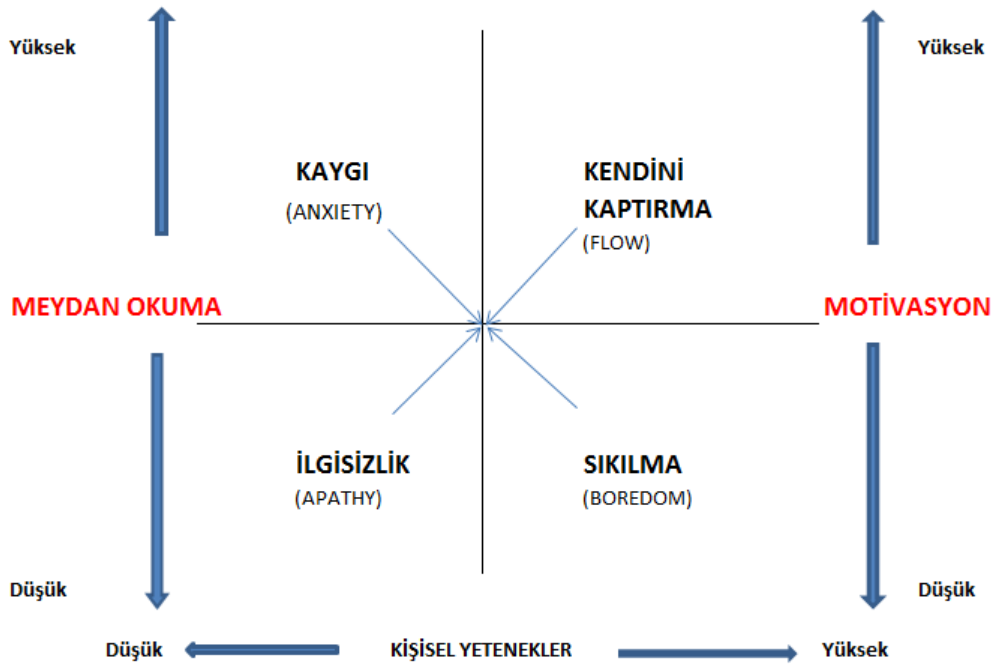 Yüksek
Yüksek
KAYGI
(ANXIETY)
KENDİNİ
KAPTIRMA
(FLOW)
MEYDAN OKUMA
MOTİVASYON
İLGİSİZLİK
(APATHY)
SIKILMA
(BOREDOM)
Düşük
Düşük
Düşük
KİŞİSEL YETENEKLER
Yüksek